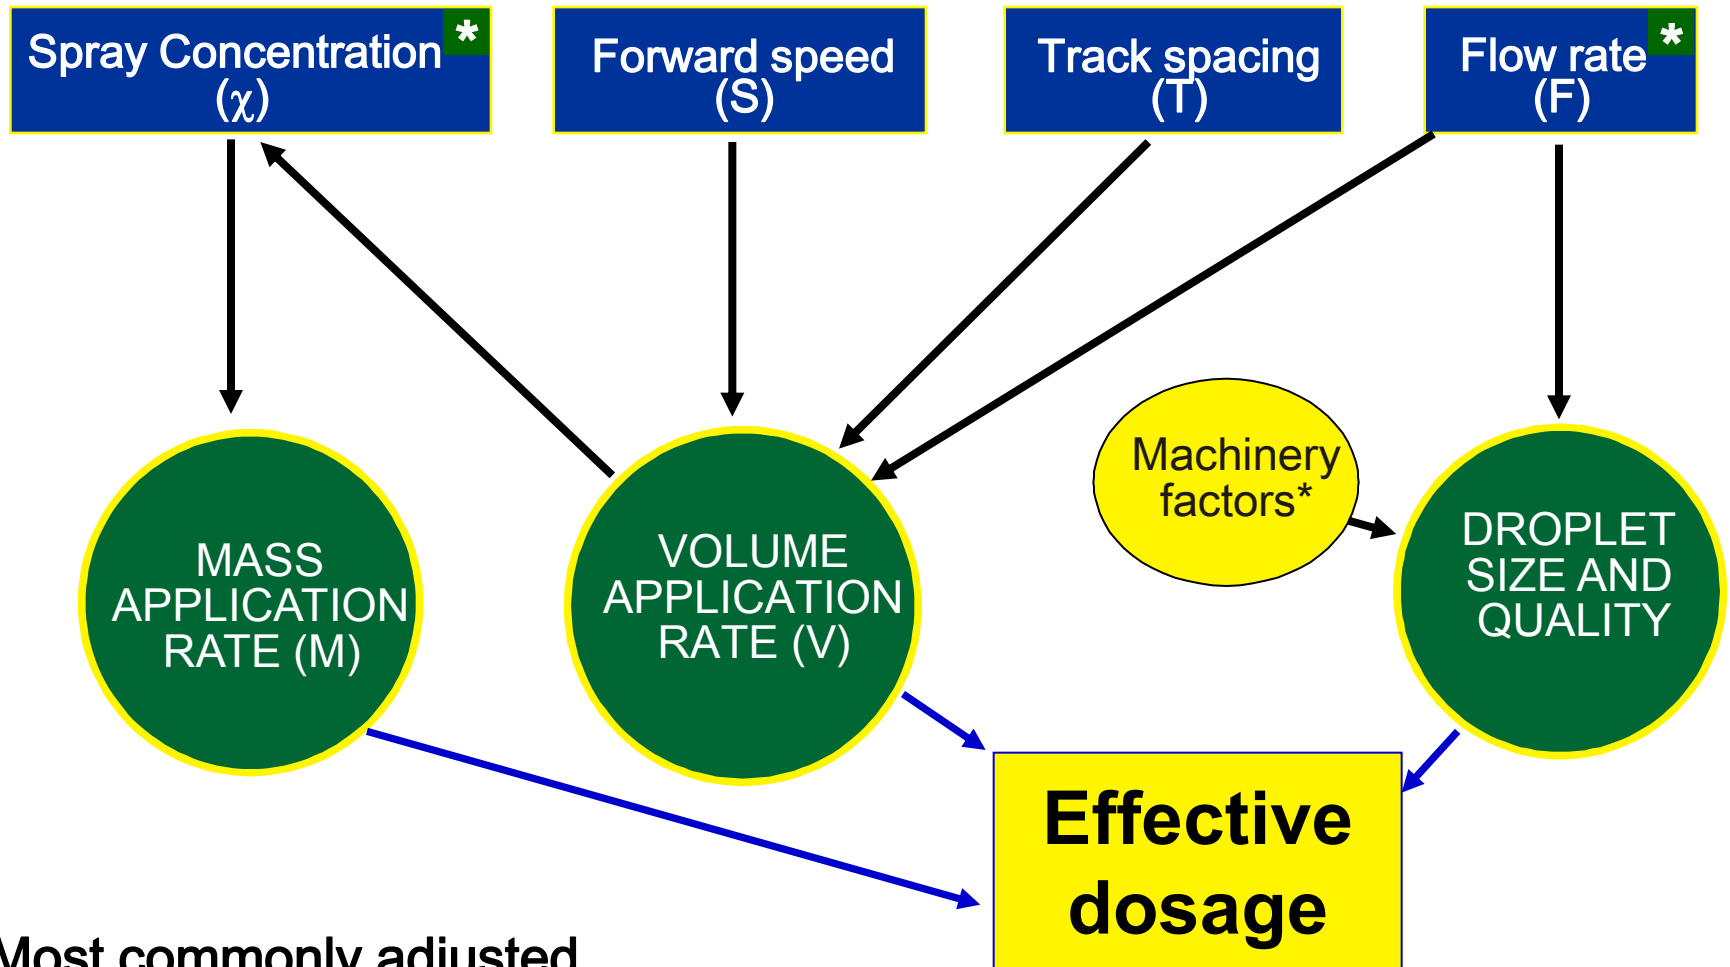 Spray Concentration *
(χ)
Forward speed
(S)
Track spacing
(T)
Flow rate *
(F)
Machinery
factors*
MASS
APPLICATION
RATE (M)
VOLUME
APPLICATION
RATE (V)
DROPLET
SIZE AND
QUALITY
Effective
dosage
Most commonly adjusted